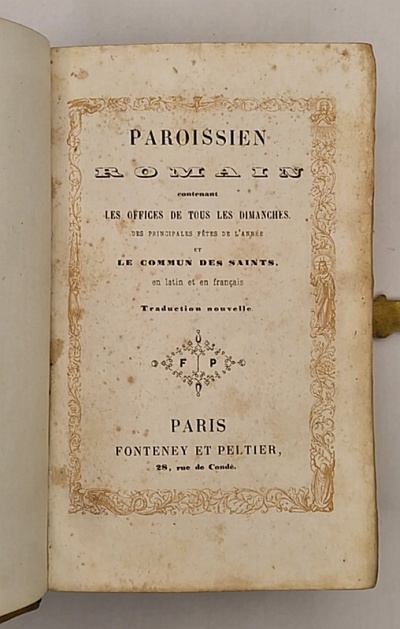 PAROISSIEN
ROMAIN
contenant
LES OFFICES DE TOUS LES DIMANCHES.
DES PRINCIPALES FÊTES DE L'ANNÉE
ET
LE COMMUN DES SAINTS,
en latin et en français
Traduction nouvelle
F P
PARIS
FONTENEY ET PELTIER,
28, rue de Condé.